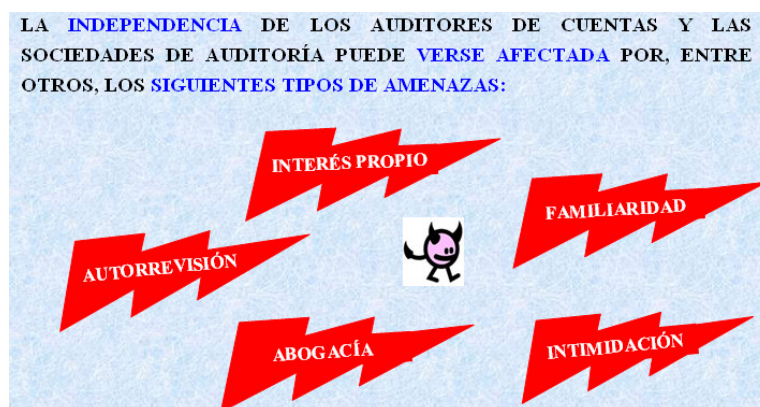 LA INDEPENDENCIA DE LOS AUDITORES DE CUENTAS Y LAS
SOCIEDADES DE AUDITORÍA PUEDE VERSE AFECTADA POR, ENTRE
OTROS, LOS SIGUIENTES TIPOS DE AMENAZAS:
INTERÉS PROPIO
FAMILIARIDAD
AUTORREVISIÓN
ABOGACÍA
INTIMIDACIÓN